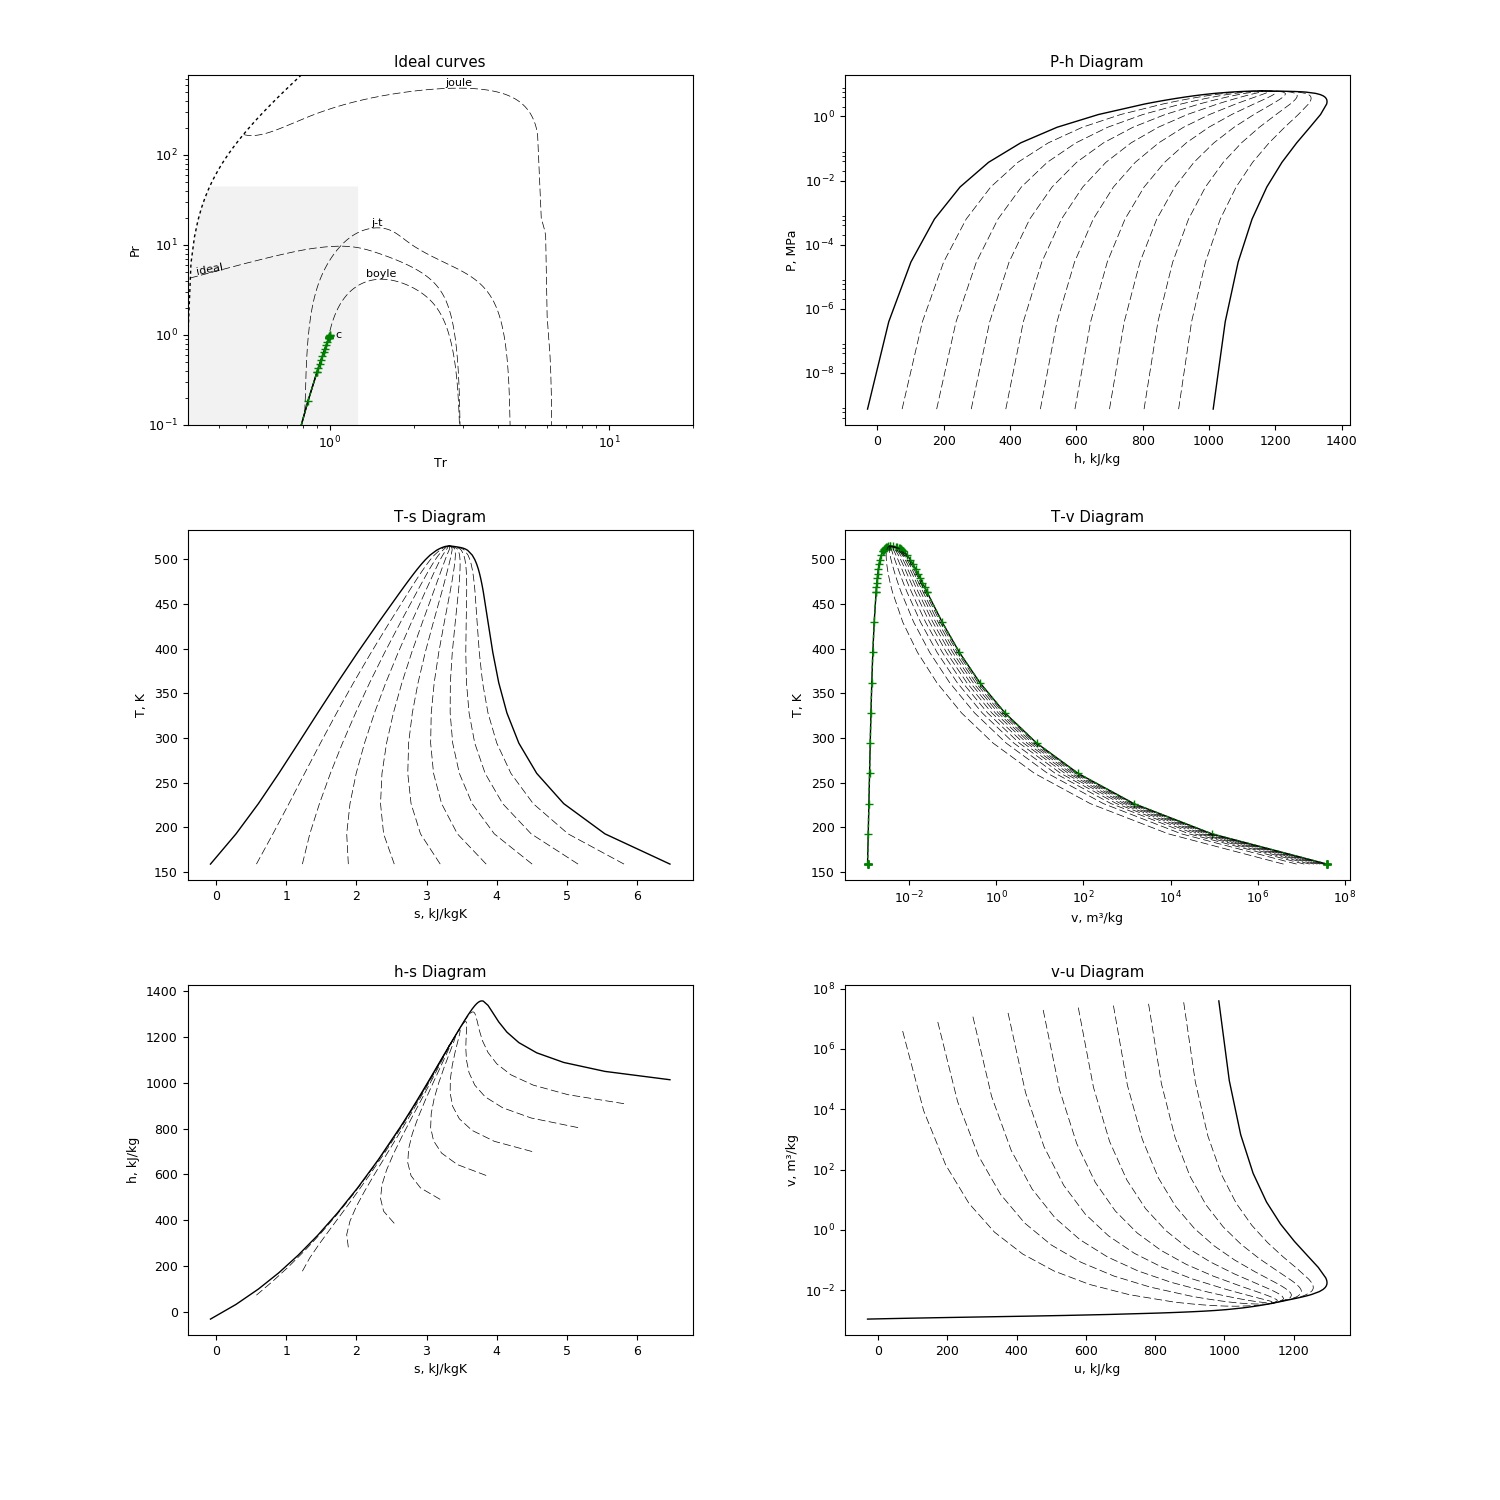 Ideal curves
Pr
10²
10¹
10⁰
10⁻¹
joule
j-t
ideal
boyle
c
10⁰ 10¹
Tr
P-h Diagram
P, MPa
10⁰
10⁻²
10⁻⁴
10⁻⁶
10⁻⁸
0 200 400 600 800 1000 1200 1400
h, kJ/kg
T-s Diagram
T, K
500
450
400
350
300
250
200
150
0 1 2 3 4 5 6
s, kJ/kgK
T-v Diagram
T, K
500
450
400
350
300
250
200
150
10⁻² 10⁰ 10² 10⁴ 10⁶ 10⁸
v, m³/kg
h-s Diagram
h, kJ/kg
1400
1200
1000
800
600
400
200
0
0 1 2 3 4 5 6
s, kJ/kgK
v-u Diagram
v, m³/kg
10⁸
10⁶
10⁴
10²
10⁰
10⁻²
0 200 400 600 800 1000 1200
u, kJ/kg